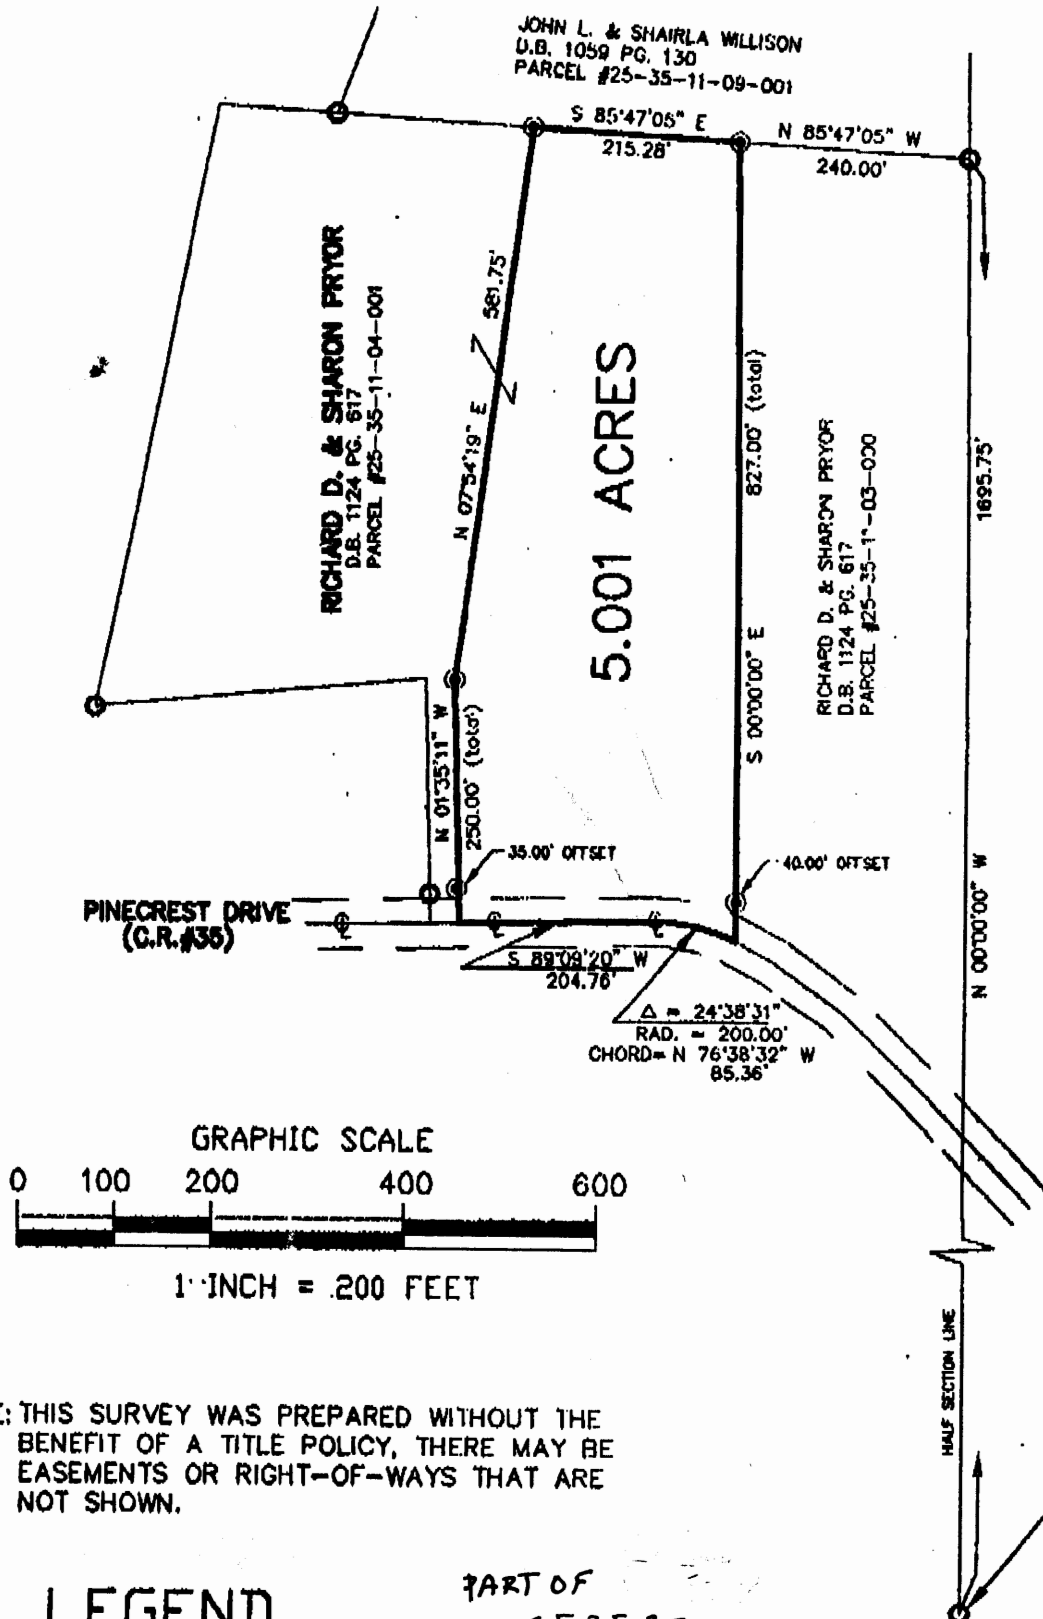 JOHN L. & SHAIRLA WILLISON
D.B. 1059 PG. 130
PARCEL #25-35-11-09-001
S 85°47'05" E
215.28'
N 85°47'05" W
240.00'
RICHARD D. & SHARON PRYOR
D.B. 1124 PG. 617
PARCEL #25-35-11-04-001
N 07°54'19" E
581.75'
5.001 ACRES
827.00' (total)
S 00°00'00" E
RICHARD D. & SHARON PRYOR
D.B. 1124 PG. 617
PARCEL #25-35-11-03-000
1695.75'
N 00°00'00" W
N 01°35'11" W
250.00' (total)
35.00' OFFSET
40.00' OFFSET
PINECREST DRIVE
(C.R.#35)
S 89°09'20" W
204.76'
Δ = 24°38'31"
RAD. = 200.00'
CHORD= N 76°38'32" W
85.36'
GRAPHIC SCALE
0 100 200 400 600
1" INCH = 200 FEET
HALF SECTION LINE
E: THIS SURVEY WAS PREPARED WITHOUT THE
BENEFIT OF A TITLE POLICY, THERE MAY BE
EASEMENTS OR RIGHT-OF-WAYS THAT ARE
NOT SHOWN.
LEGEND
PART OF